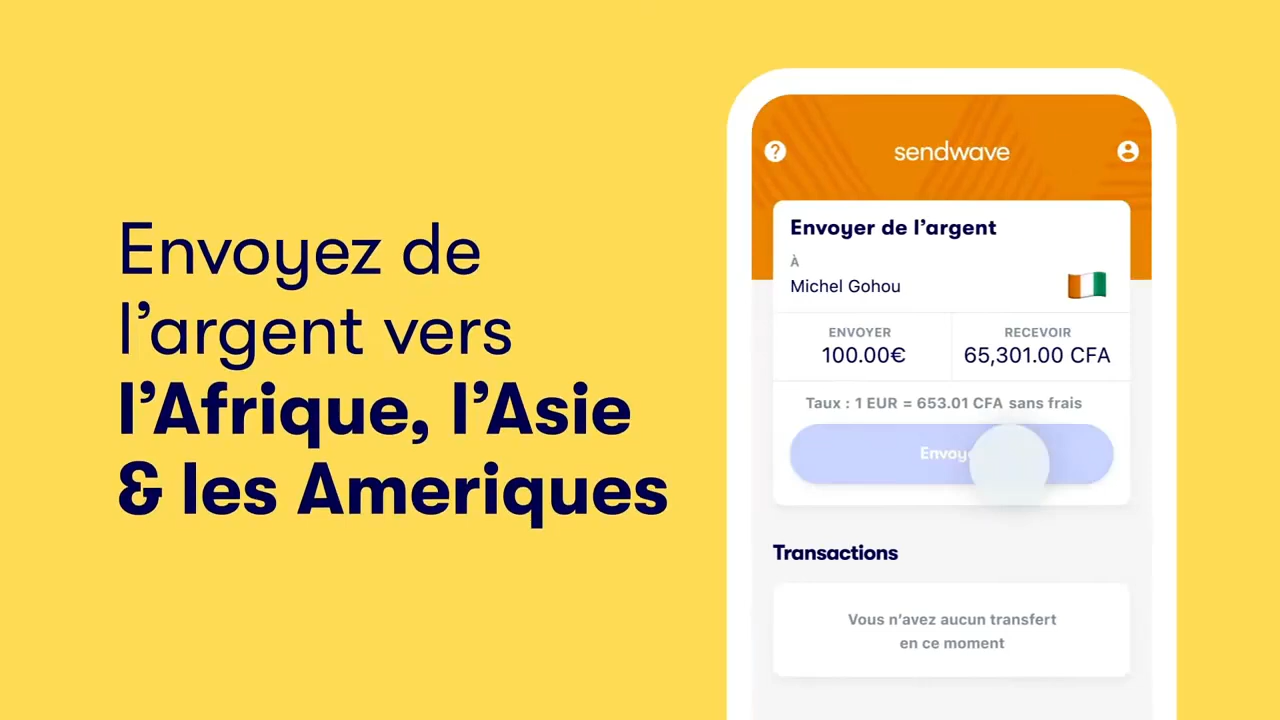 Envoyez de
l’argent vers
l’Afrique, l’Asie
& les Ameriques
?
sendwave
Envoyer de l’argent
À
Michel Gohou
ENVOYER
100.00€
RECEVOIR
65,301.00 CFA
Taux : 1 EUR = 653.01 CFA sans frais
Transactions
Vous n’avez aucun transfert
en ce moment